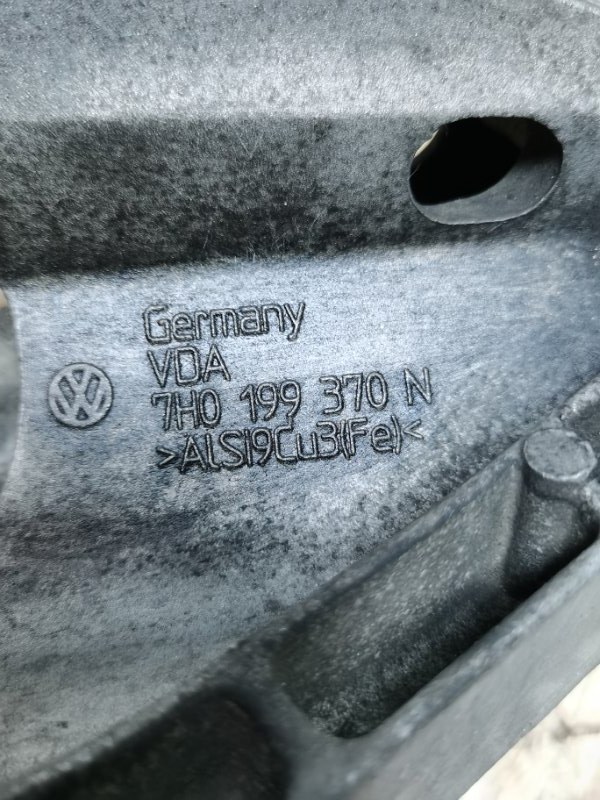 Germany
VDA
7H0 199 370 N
>AlSi9Cu3(Fe)<